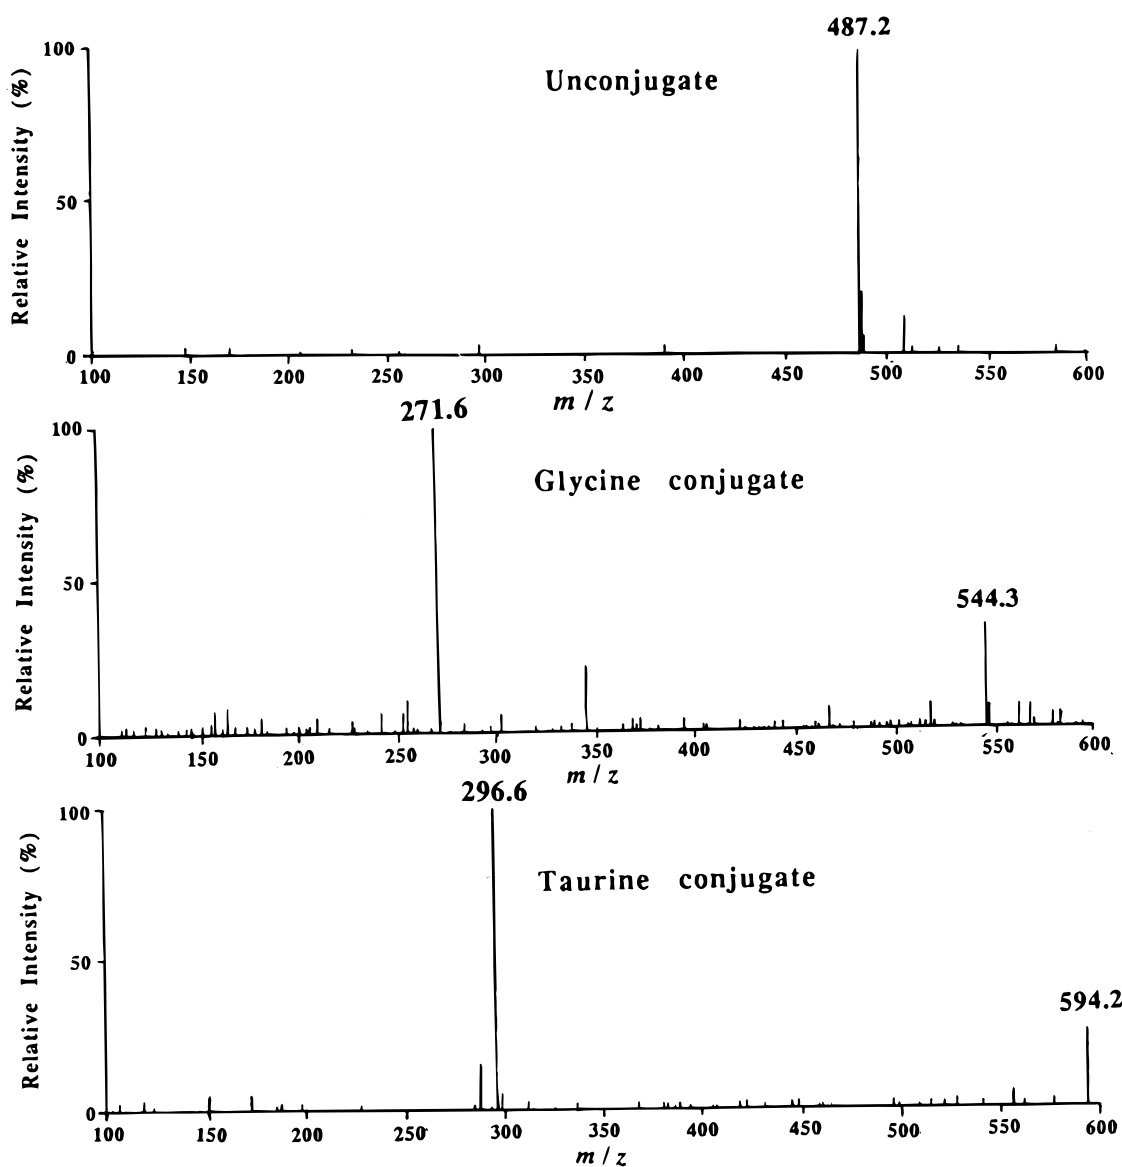 487.2
100
Unconjugate
Relative Intensity (%)
50
0
100 150 200 250 300 350 400 450 500 550 600
m / z
271.6
100
Glycine conjugate
Relative Intensity (%)
50
544.3
0
100 150 200 250 300 350 400 450 500 550 600
m / z
296.6
100
Taurine conjugate
Relative Intensity (%)
50
594.2
0
100 150 200 250 300 350 400 450 500 550 600
m / z